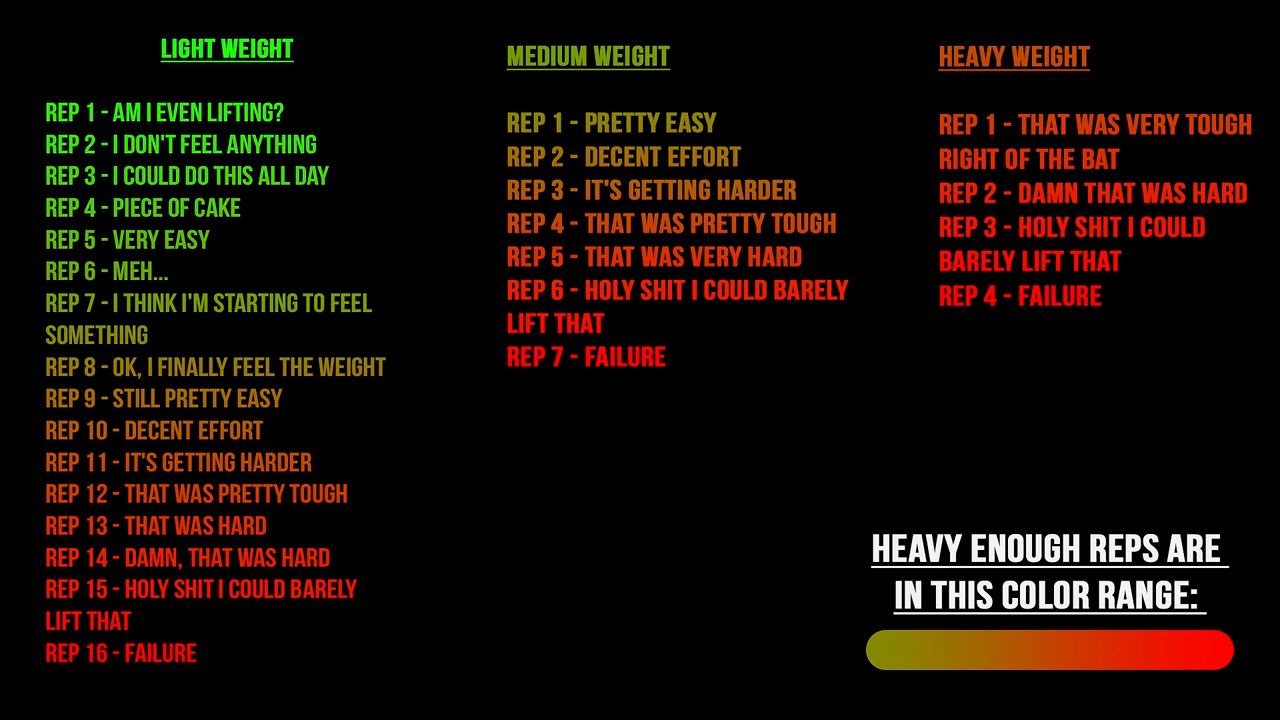 LIGHT WEIGHT
REP 1 - AM I EVEN LIFTING?
REP 2 - I DON'T FEEL ANYTHING
REP 3 - I COULD DO THIS ALL DAY
REP 4 - PIECE OF CAKE
REP 5 - VERY EASY
REP 6 - MEH...
REP 7 - I THINK I'M STARTING TO FEEL
SOMETHING
REP 8 - OK, I FINALLY FEEL THE WEIGHT
REP 9 - STILL PRETTY EASY
REP 10 - DECENT EFFORT
REP 11 - IT'S GETTING HARDER
REP 12 - THAT WAS PRETTY TOUGH
REP 13 - THAT WAS HARD
REP 14 - DAMN, THAT WAS HARD
REP 15 - HOLY SHIT I COULD BARELY
LIFT THAT
REP 16 - FAILURE
MEDIUM WEIGHT
REP 1 - PRETTY EASY
REP 2 - DECENT EFFORT
REP 3 - IT'S GETTING HARDER
REP 4 - THAT WAS PRETTY TOUGH
REP 5 - THAT WAS VERY HARD
REP 6 - HOLY SHIT I COULD BARELY
LIFT THAT
REP 7 - FAILURE
HEAVY WEIGHT
REP 1 - THAT WAS VERY TOUGH
RIGHT OF THE BAT
REP 2 - DAMN THAT WAS HARD
REP 3 - HOLY SHIT I COULD
BARELY LIFT THAT
REP 4 - FAILURE
HEAVY ENOUGH REPS ARE
IN THIS COLOR RANGE: